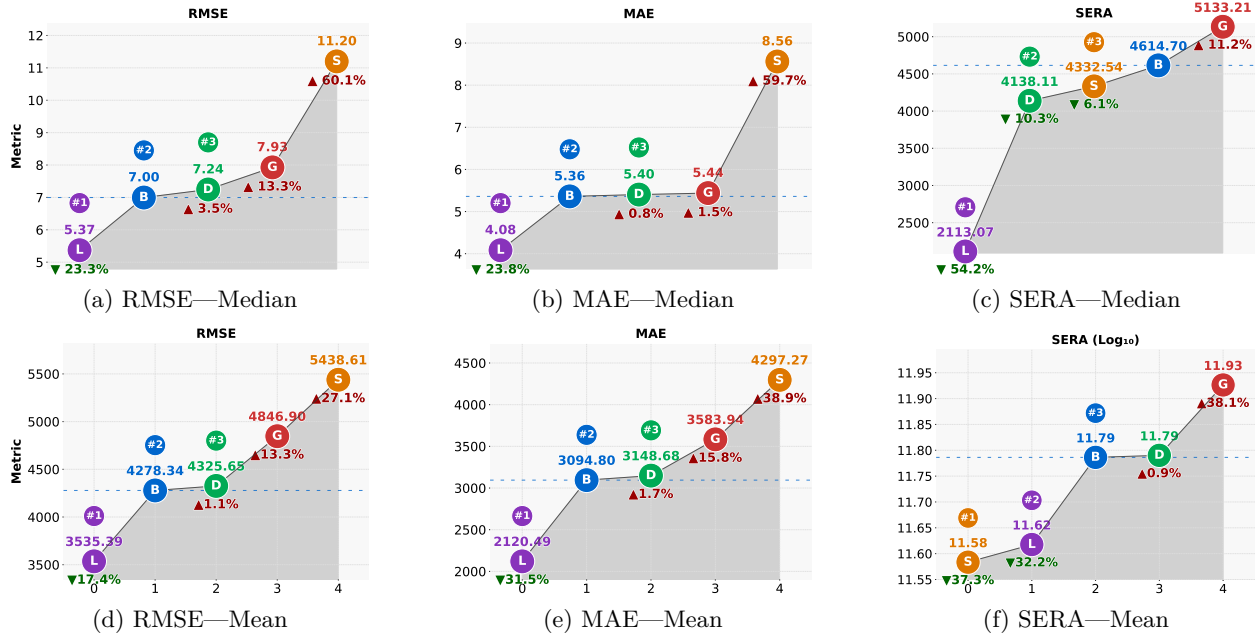 RMSE
Metric
12
11
10
9
8
7
6
5
#1
5.37
L
▼ 23.3%
#2
7.00
B
#3
7.24
D
▲ 3.5%
7.93
G
▲ 13.3%
11.20
S
▲ 60.1%
(a) RMSE—Median
MAE
9
8
7
6
5
4
#1
4.08
L
▼ 23.8%
#2
5.36
B
#3
5.40
D
▲ 0.8%
5.44
G
▲ 1.5%
8.56
S
▲ 59.7%
(b) MAE—Median
SERA
5000
4500
4000
3500
3000
2500
#1
2113.07
L
▼ 54.2%
#2
4138.11
D
▼ 10.3%
#3
4332.54
S
▼ 6.1%
4614.70
B
5133.21
G
▲ 11.2%
(c) SERA—Median
RMSE
Metric
5500
5000
4500
4000
3500
#1
3535.39
L
▼17.4%
#2
4278.34
B
#3
4325.65
D
▲1.1%
4846.90
G
▲13.3%
5438.61
S
▲27.1%
0 1 2 3 4
(d) RMSE—Mean
MAE
4500
4000
3500
3000
2500
2000
#1
2120.49
L
▼31.5%
#2
3094.80
B
#3
3148.68
D
▲1.7%
3583.94
G
▲15.8%
4297.27
S
▲38.9%
0 1 2 3 4
(e) MAE—Mean
SERA (Log₁₀)
11.95
11.90
11.85
11.80
11.75
11.70
11.65
11.60
11.55
#1
11.58
S
▼37.3%
#2
11.62
L
▼32.2%
#3
11.79
B
11.79
D
▲0.9%
11.93
G
▲38.1%
0 1 2 3 4
(f) SERA—Mean